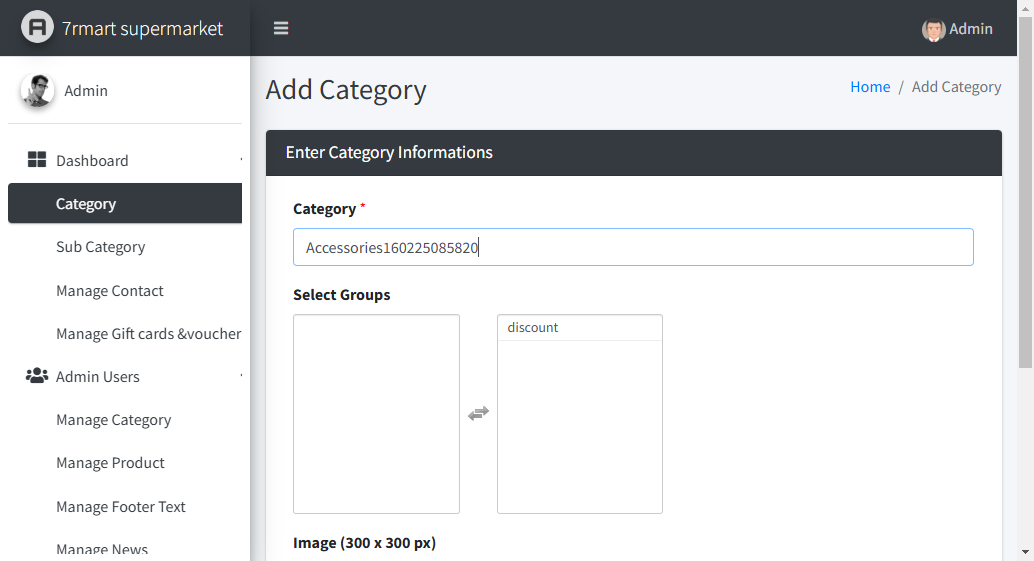 7rmart supermarket
Admin
Admin
Add Category
Home / Add Category
Dashboard
Category
Sub Category
Manage Contact
Manage Gift cards &voucher
Admin Users
Manage Category
Manage Product
Manage Footer Text
Manage News
Enter Category Informations
Category *
Accessories160225085820
Select Groups
discount
Image (300 x 300 px)